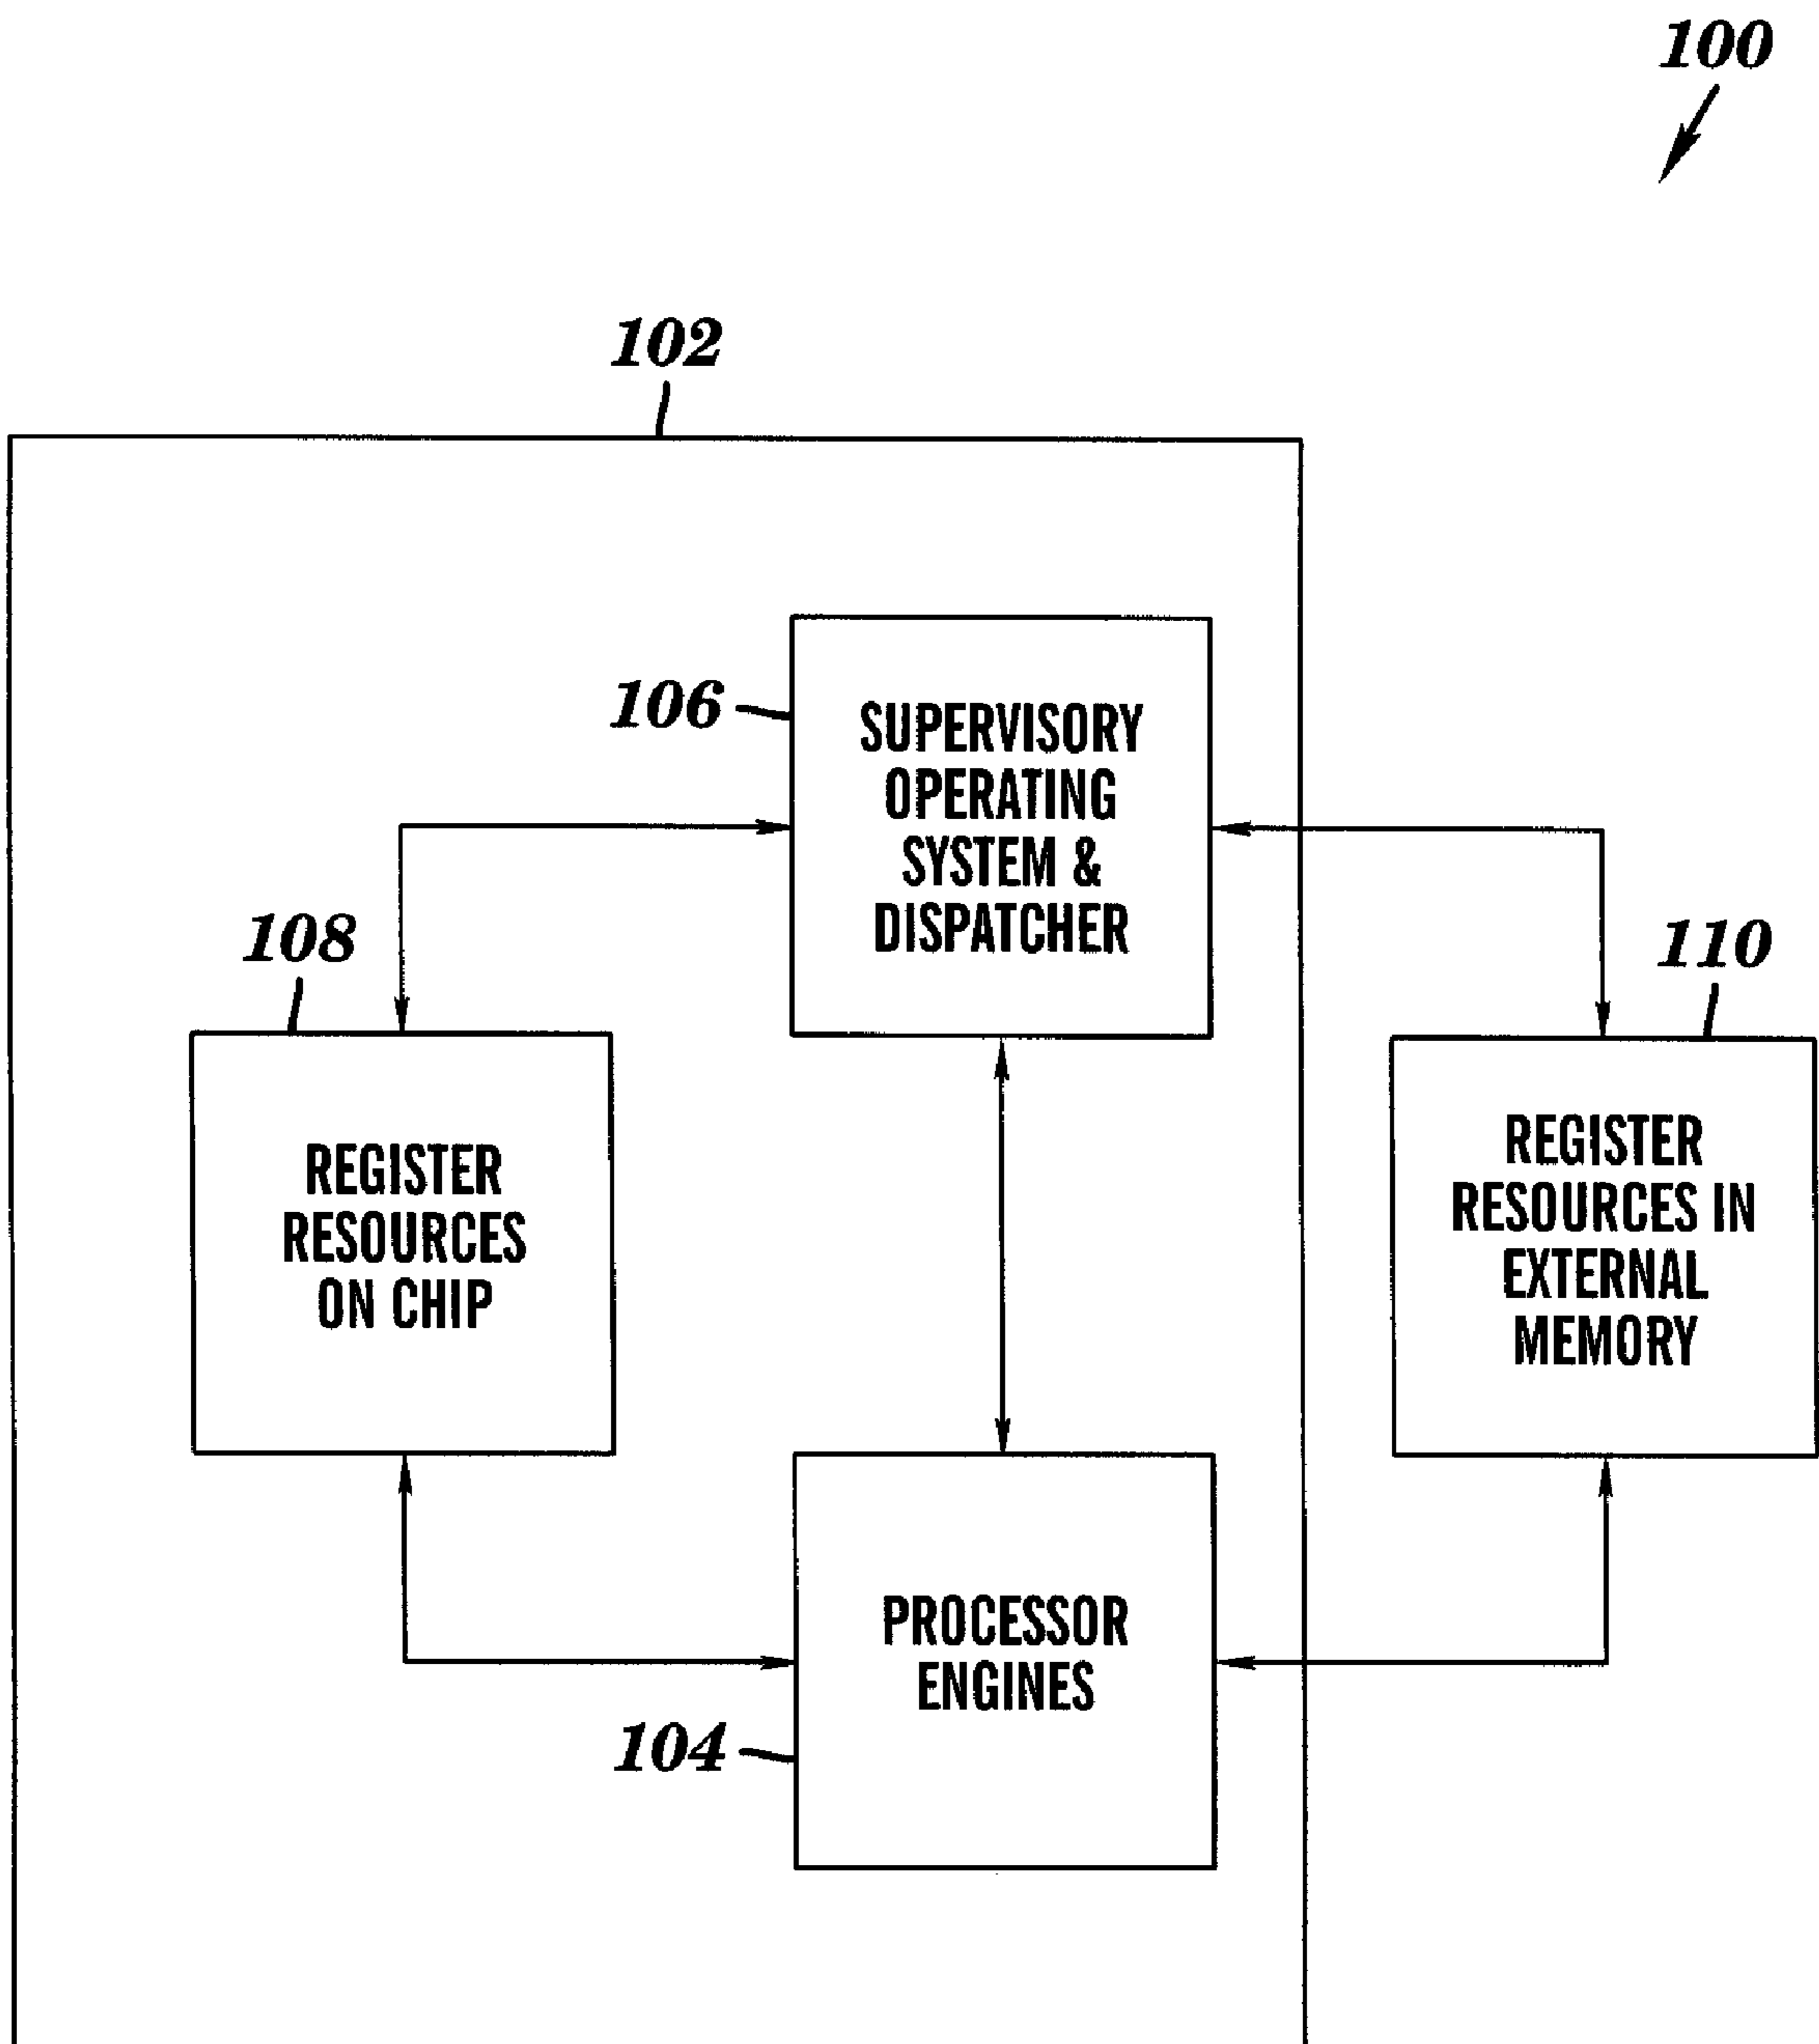 100
102
106
SUPERVISORY
OPERATING
SYSTEM &
DISPATCHER
108
110
REGISTER
RESOURCES
ON CHIP
REGISTER
RESOURCES IN
EXTERNAL
MEMORY
PROCESSOR
ENGINES
104